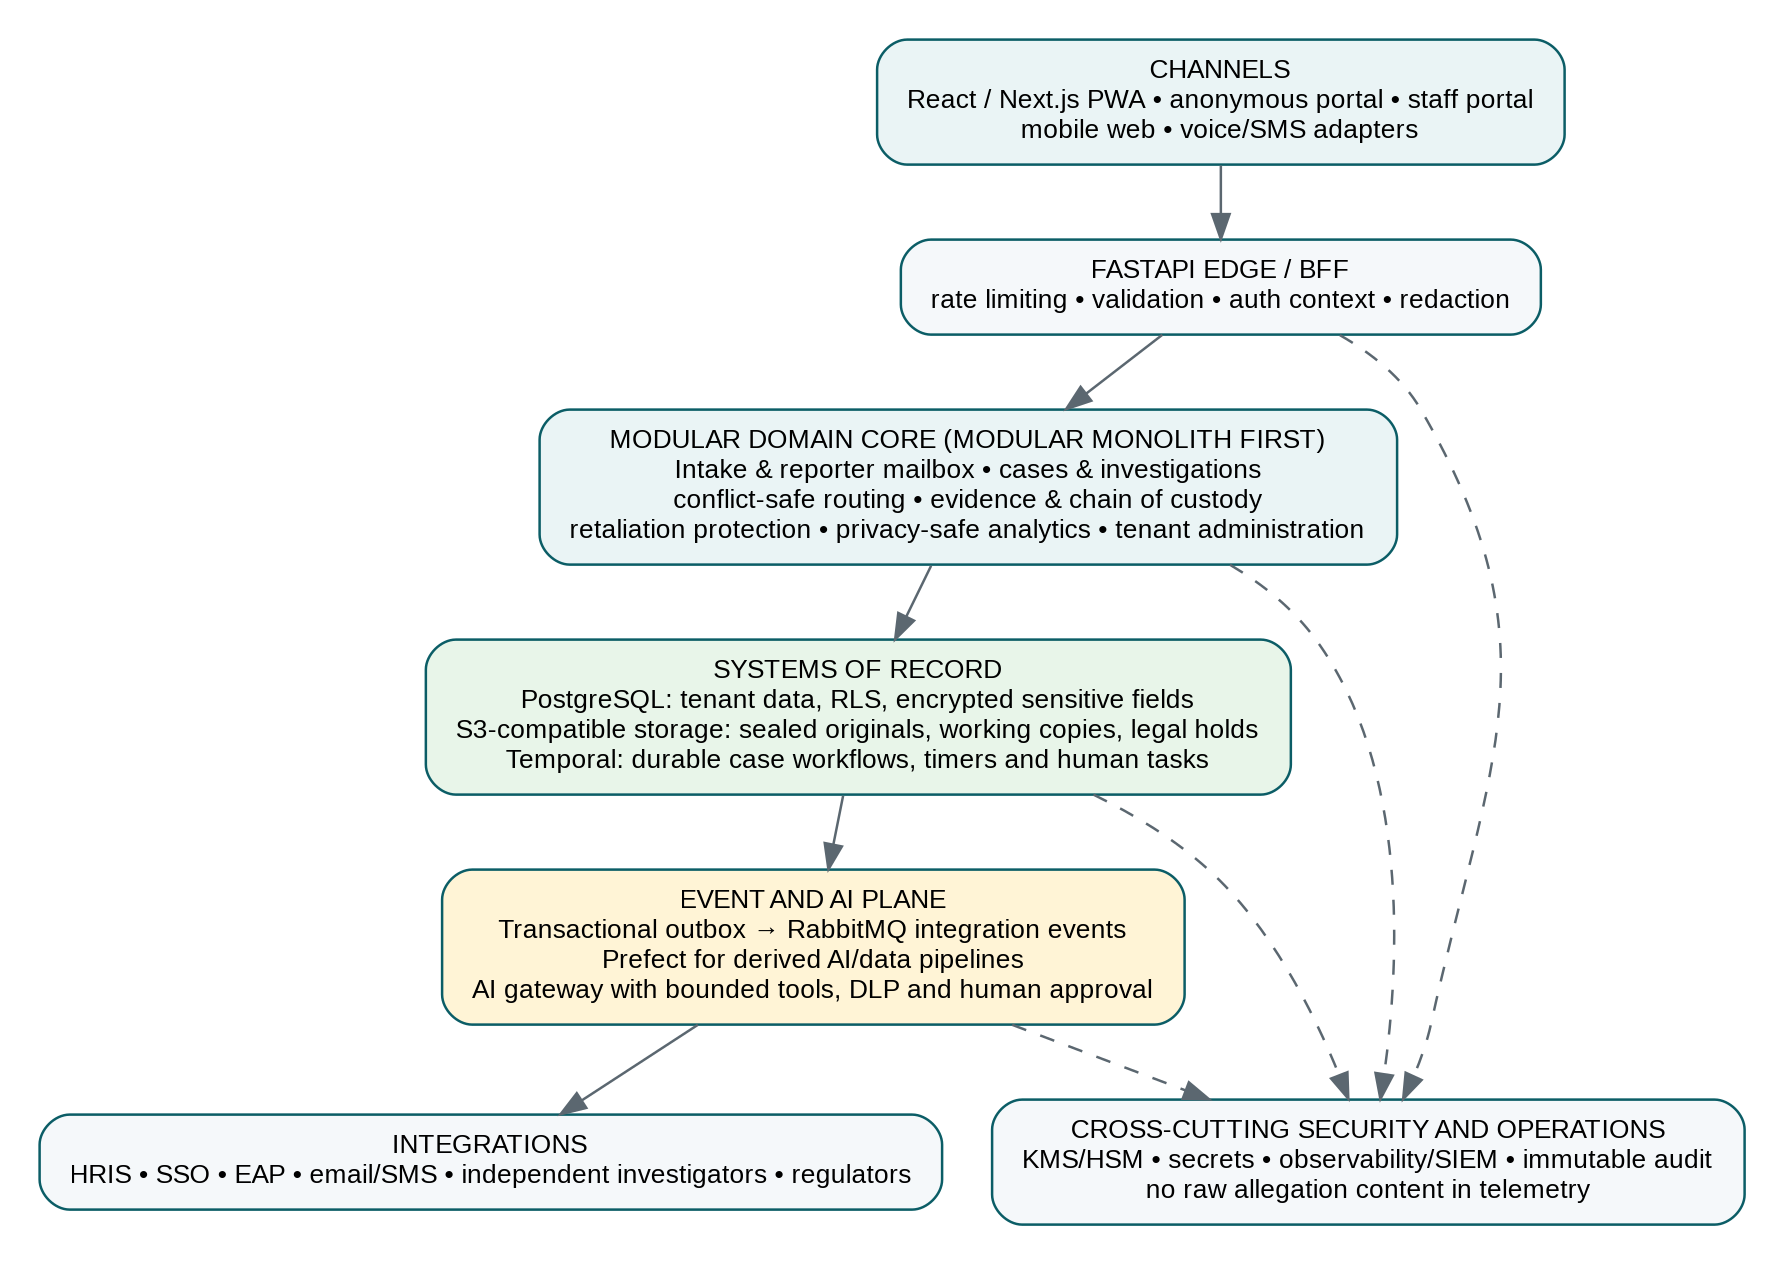 CHANNELS
React / Next.js PWA • anonymous portal • staff portal
mobile web • voice/SMS adapters
FASTAPI EDGE / BFF
rate limiting • validation • auth context • redaction
MODULAR DOMAIN CORE (MODULAR MONOLITH FIRST)
Intake & reporter mailbox • cases & investigations
conflict-safe routing • evidence & chain of custody
retaliation protection • privacy-safe analytics • tenant administration
SYSTEMS OF RECORD
PostgreSQL: tenant data, RLS, encrypted sensitive fields
S3-compatible storage: sealed originals, working copies, legal holds
Temporal: durable case workflows, timers and human tasks
EVENT AND AI PLANE
Transactional outbox → RabbitMQ integration events
Prefect for derived AI/data pipelines
AI gateway with bounded tools, DLP and human approval
INTEGRATIONS
HRIS • SSO • EAP • email/SMS • independent investigators • regulators
CROSS-CUTTING SECURITY AND OPERATIONS
KMS/HSM • secrets • observability/SIEM • immutable audit
no raw allegation content in telemetry